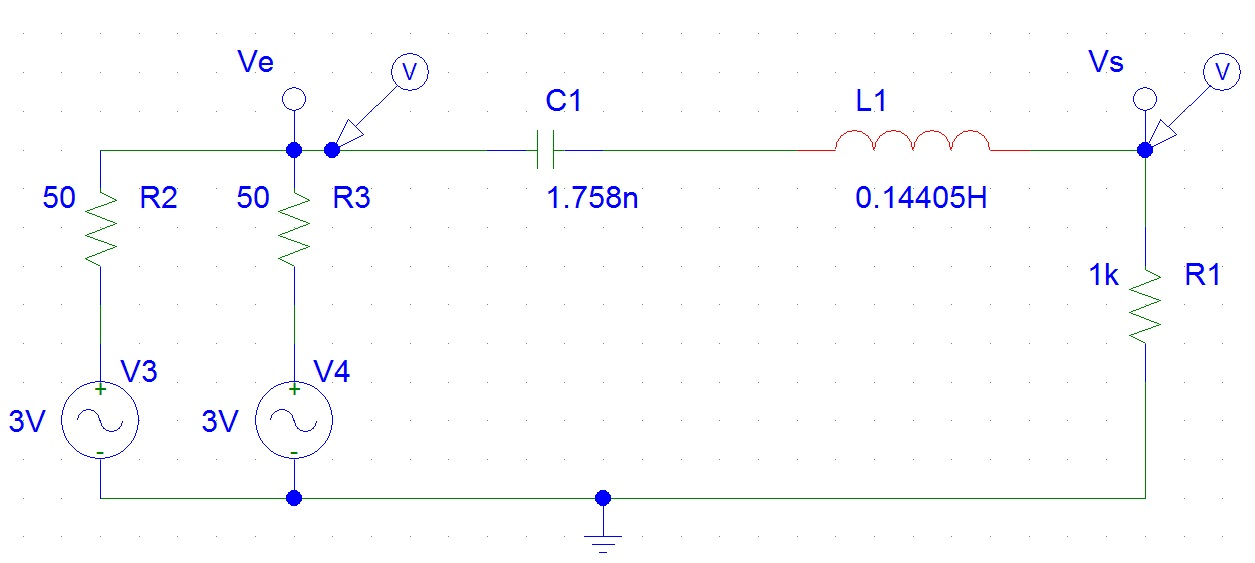 Ve
V
Vs
V
C1
L1
50
R2
50
R3
1.758n
0.14405H
1k
R1
V3
V4
+
+
3V
3V
-
-